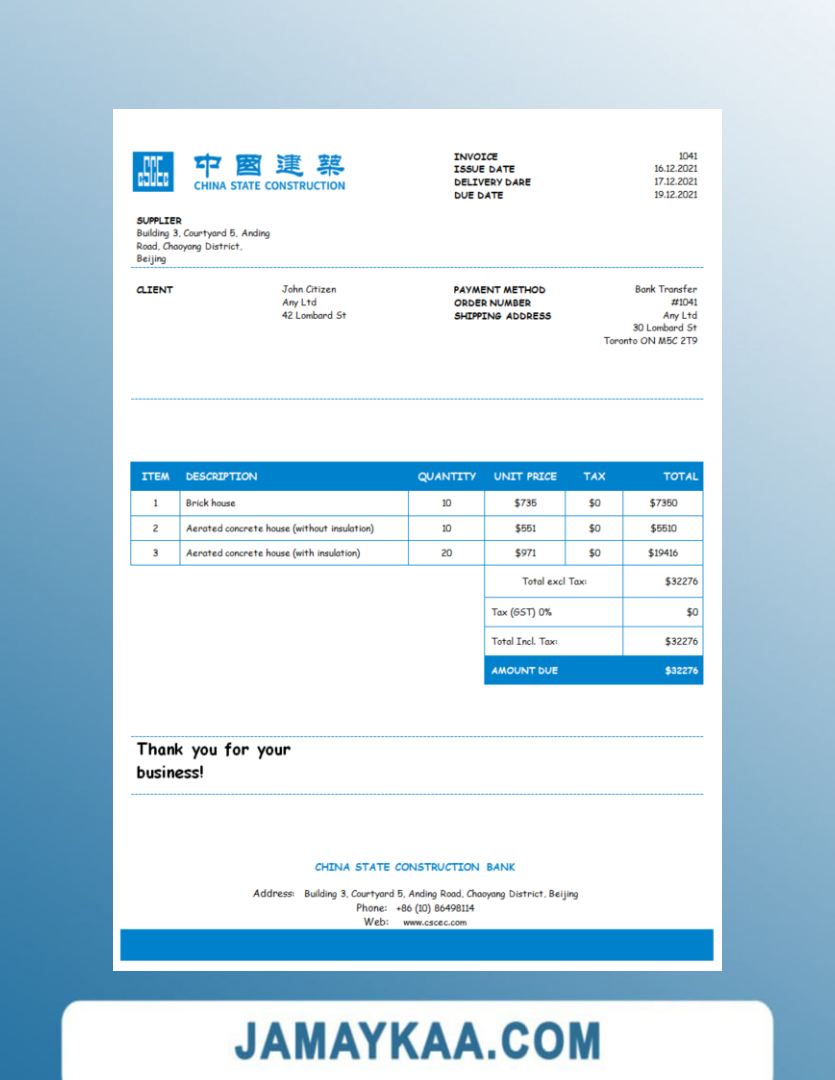 CSCEC
中國建築
CHINA STATE CONSTRUCTION
INVOICE 1041
ISSUE DATE 16.12.2021
DELIVERY DARE 17.12.2021
DUE DATE 19.12.2021
SUPPLIER
Building 3, Courtyard 5, Anding
Road, Chaoyang District,
Beijing
CLIENT John Citizen
Any Ltd
42 Lombard St
PAYMENT METHOD Bank Transfer
ORDER NUMBER #1041
SHIPPING ADDRESS Any Ltd
30 Lombard St
Toronto ON M5C 2T9
ITEM DESCRIPTION QUANTITY UNIT PRICE TAX TOTAL
1 Brick house 10 $735 $0 $7350
2 Aerated concrete house (without insulation) 10 $551 $0 $5510
3 Aerated concrete house (with insulation) 20 $971 $0 $19416
Total excl Tax: $32276
Tax (GST) 0% $0
Total Incl. Tax: $32276
AMOUNT DUE $32276
Thank you for your
business!
CHINA STATE CONSTRUCTION BANK
Address: Building 3, Courtyard 5, Anding Road, Chaoyang District, Beijing
Phone: +86 (10) 86498114
Web: www.cscec.com
JAMAYKAA.COM